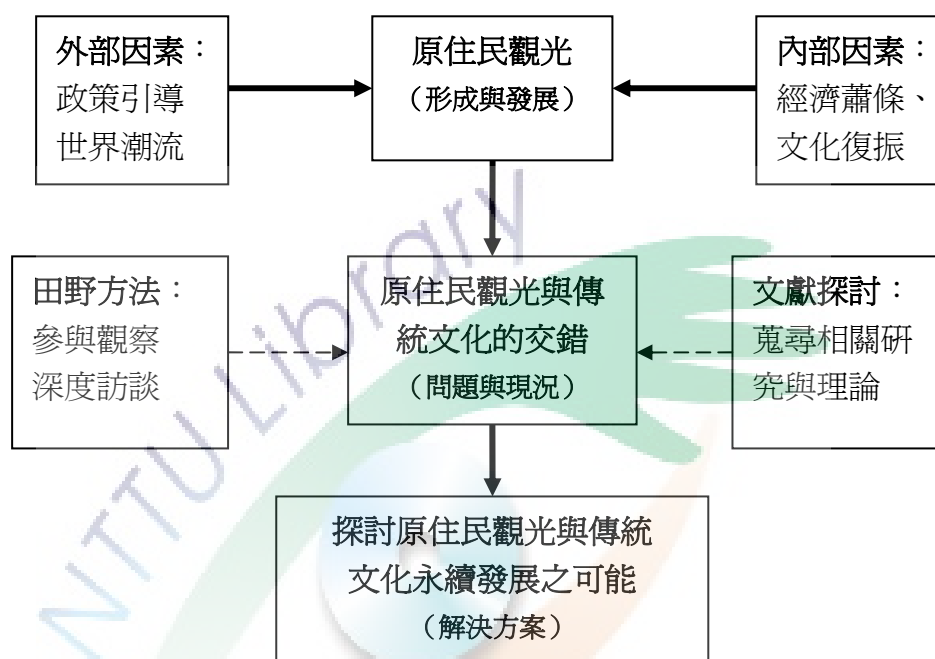 外部因素：
政策引導
世界潮流
原住民觀光
（形成與發展）
內部因素：
經濟蕭條、
文化復振
田野方法：
參與觀察
深度訪談
原住民觀光與傳
統文化的交錯
（問題與現況）
文獻探討：
蒐尋相關研
究與理論
探討原住民觀光與傳統
文化永續發展之可能
（解決方案）
NTTU Library